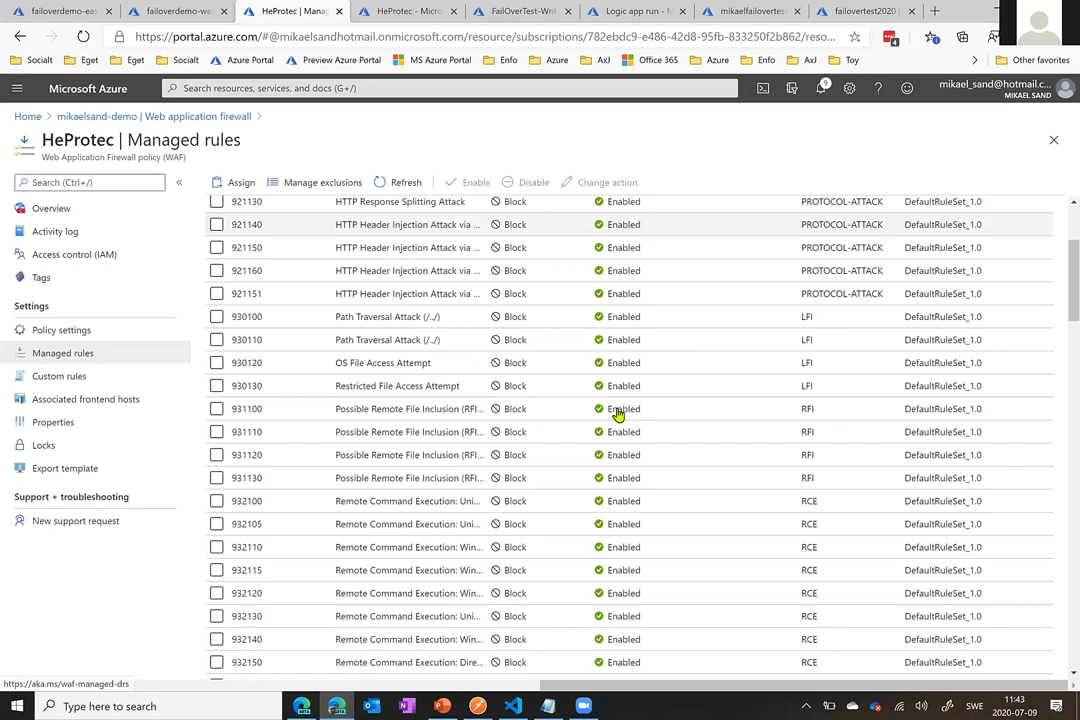 failoverdemo-eas
failoverdemo-wes
HeProtec | Manag
HeProtec - Micro
FailOverTest-Writ
Logic app run - M
mikaelfailovertes
failovertest2020 |
https://portal.azure.com/#@mikaelsandhotmail.onmicrosoft.com/resource/subscriptions/782ebdc9-e486-42d8-95fb-833250f2b862/reso...
4
Socialt
Eget
Eget
Socialt
Azure Portal
Preview Azure Portal
MS Azure Portal
Enfo
Azure
AxJ
Office 365
Azure
Enfo
AxJ
Toy
Other favorites
Microsoft Azure
Search resources, services, and docs (G+/)
9
mikael_sand@hotmail.c...
MIKAEL SAND
Home > mikaelsand-demo | Web application firewall >
HeProtec | Managed rules
Web Application Firewall policy (WAF)
Search (Ctrl+/)
«
Assign
Manage exclusions
Refresh
Enable
Disable
Change action
Overview
Activity log
Access control (IAM)
Tags
Settings
Policy settings
Managed rules
Custom rules
Associated frontend hosts
Properties
Locks
Export template
Support + troubleshooting
New support request
921130 HTTP Response Splitting Attack Block Enabled PROTOCOL-ATTACK DefaultRuleSet_1.0
921140 HTTP Header Injection Attack via ... Block Enabled PROTOCOL-ATTACK DefaultRuleSet_1.0
921150 HTTP Header Injection Attack via ... Block Enabled PROTOCOL-ATTACK DefaultRuleSet_1.0
921160 HTTP Header Injection Attack via ... Block Enabled PROTOCOL-ATTACK DefaultRuleSet_1.0
921151 HTTP Header Injection Attack via ... Block Enabled PROTOCOL-ATTACK DefaultRuleSet_1.0
930100 Path Traversal Attack (/../) Block Enabled LFI DefaultRuleSet_1.0
930110 Path Traversal Attack (/../) Block Enabled LFI DefaultRuleSet_1.0
930120 OS File Access Attempt Block Enabled LFI DefaultRuleSet_1.0
930130 Restricted File Access Attempt Block Enabled LFI DefaultRuleSet_1.0
931100 Possible Remote File Inclusion (RFI... Block Enabled RFI DefaultRuleSet_1.0
931110 Possible Remote File Inclusion (RFI... Block Enabled RFI DefaultRuleSet_1.0
931120 Possible Remote File Inclusion (RFI... Block Enabled RFI DefaultRuleSet_1.0
931130 Possible Remote File Inclusion (RFI... Block Enabled RFI DefaultRuleSet_1.0
932100 Remote Command Execution: Uni... Block Enabled RCE DefaultRuleSet_1.0
932105 Remote Command Execution: Uni... Block Enabled RCE DefaultRuleSet_1.0
932110 Remote Command Execution: Win... Block Enabled RCE DefaultRuleSet_1.0
932115 Remote Command Execution: Win... Block Enabled RCE DefaultRuleSet_1.0
932120 Remote Command Execution: Win... Block Enabled RCE DefaultRuleSet_1.0
932130 Remote Command Execution: Uni... Block Enabled RCE DefaultRuleSet_1.0
932140 Remote Command Execution: Win... Block Enabled RCE DefaultRuleSet_1.0
932150 Remote Command Execution: Dire... Block Enabled RCE DefaultRuleSet_1.0
https://aka.ms/waf-managed-drs
Type here to search
SWE
11:43
2020-07-09